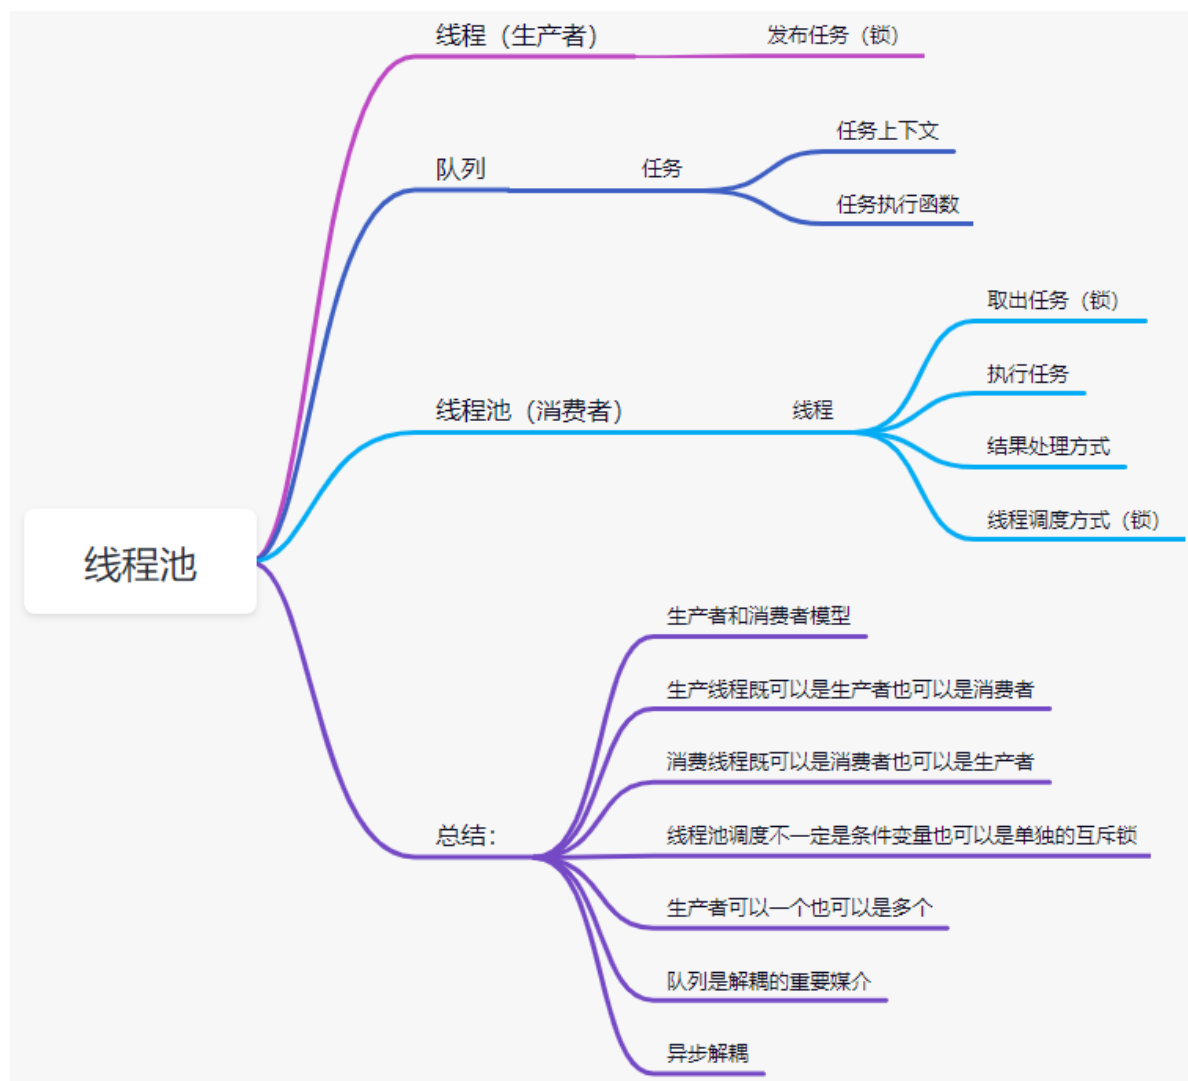 线程（生产者）
发布任务（锁）
队列
任务
任务上下文
任务执行函数
线程池（消费者）
线程
取出任务（锁）
执行任务
结果处理方式
线程调度方式（锁）
线程池
总结：
生产者和消费者模型
生产线程既可以是生产者也可以是消费者
消费线程既可以是消费者也可以是生产者
线程池调度不一定是条件变量也可以是单独的互斥锁
生产者可以一个也可以是多个
队列是解耦的重要媒介
异步解耦